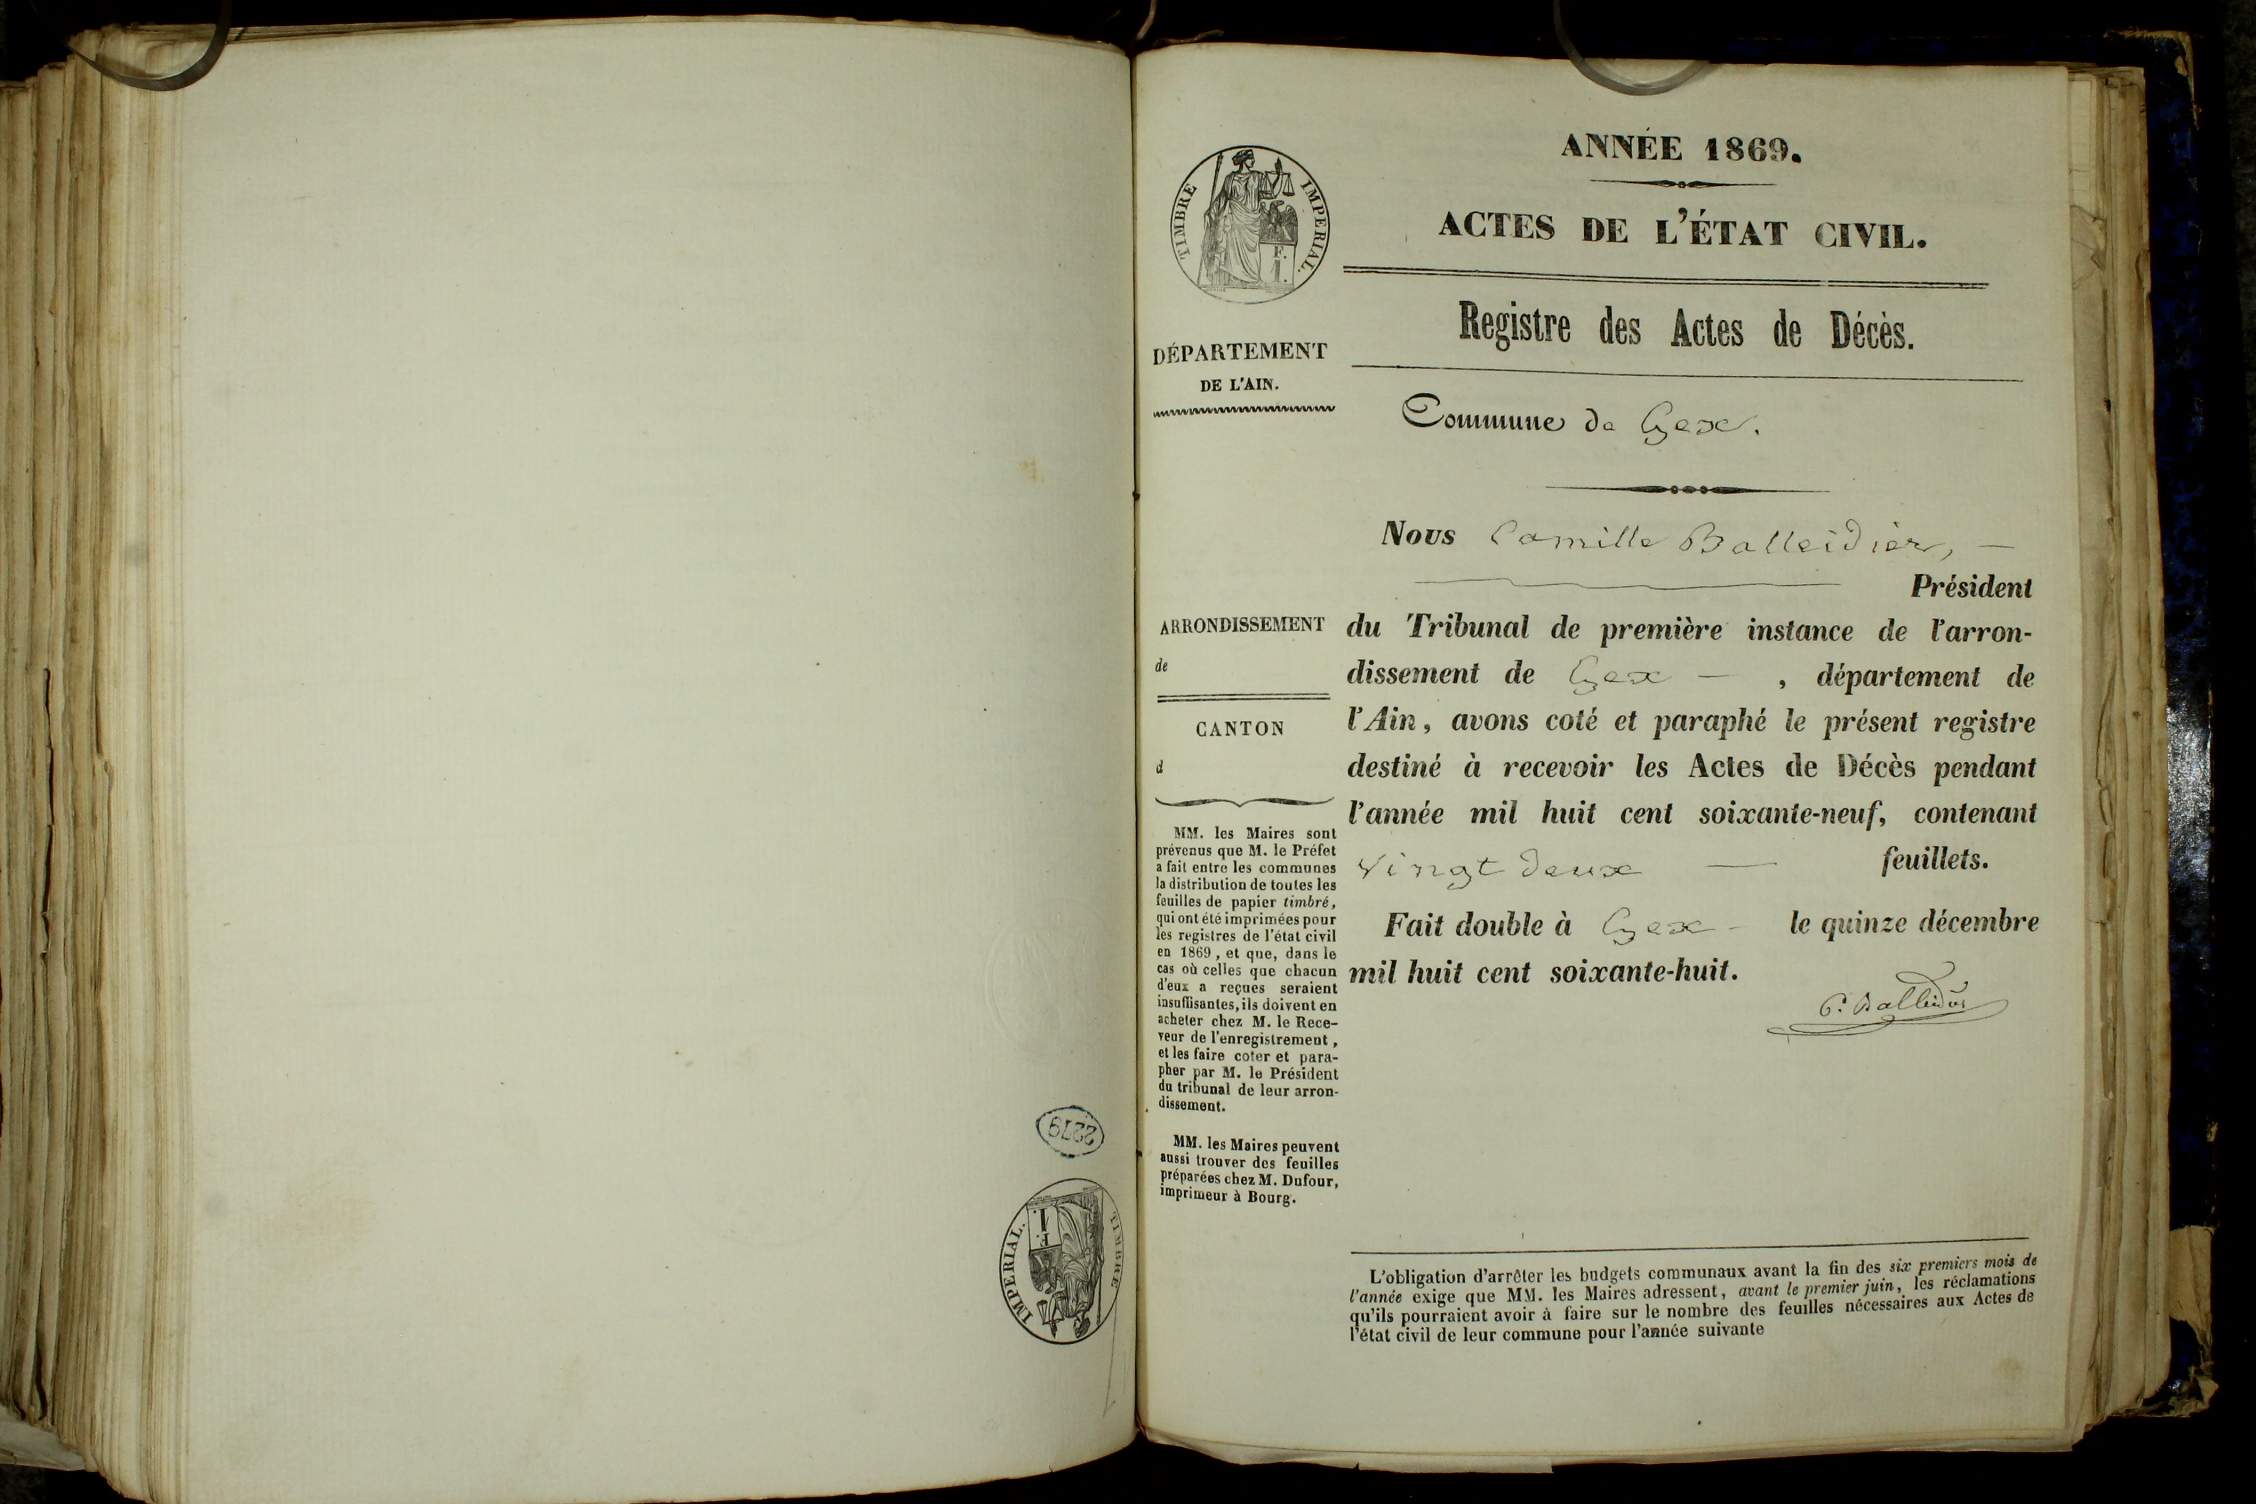 2279
TIMBRE IMPERIAL.
F.
I.
TIMBRE IMPERIAL.
F.
I.
DÉPARTEMENT
DE L'AIN.
ARRONDISSEMENT
de
CANTON
d
MM. les Maires sont
prévenus que M. le Préfet
a fait entre les communes
la distribution de toutes les
feuilles de papier timbré,
qui ont été imprimées pour
les registres de l'état civil
en 1869, et que, dans le
cas où celles que chacun
d'eux a reçues seraient
insuffisantes, ils doivent en
acheter chez M. le Rece-
veur de l'enregistrement,
et les faire coter et para-
pher par M. le Président
du tribunal de leur arron-
dissement.
MM. les Maires peuvent
aussi trouver des feuilles
préparées chez M. Dufour,
imprimeur à Bourg.
ANNÉE 1869.
ACTES DE L'ÉTAT CIVIL.
Registre des Actes de Décès.
Commune de Gex.
Nous Camille Balleidier, —
Président
du Tribunal de première instance de l'arron-
dissement de Gex — , département de
l'Ain, avons coté et paraphé le présent registre
destiné à recevoir les Actes de Décès pendant
l'année mil huit cent soixante-neuf, contenant
vingt deux — feuillets.
Fait double à Gex - le quinze décembre
mil huit cent soixante-huit.
C. Balleidier
L'obligation d'arrêter les budgets communaux avant la fin des six premiers mois de
l'année exige que MM. les Maires adressent, avant le premier juin, les réclamations
qu'ils pourraient avoir à faire sur le nombre des feuilles nécessaires aux Actes de
l'état civil de leur commune pour l'année suivante